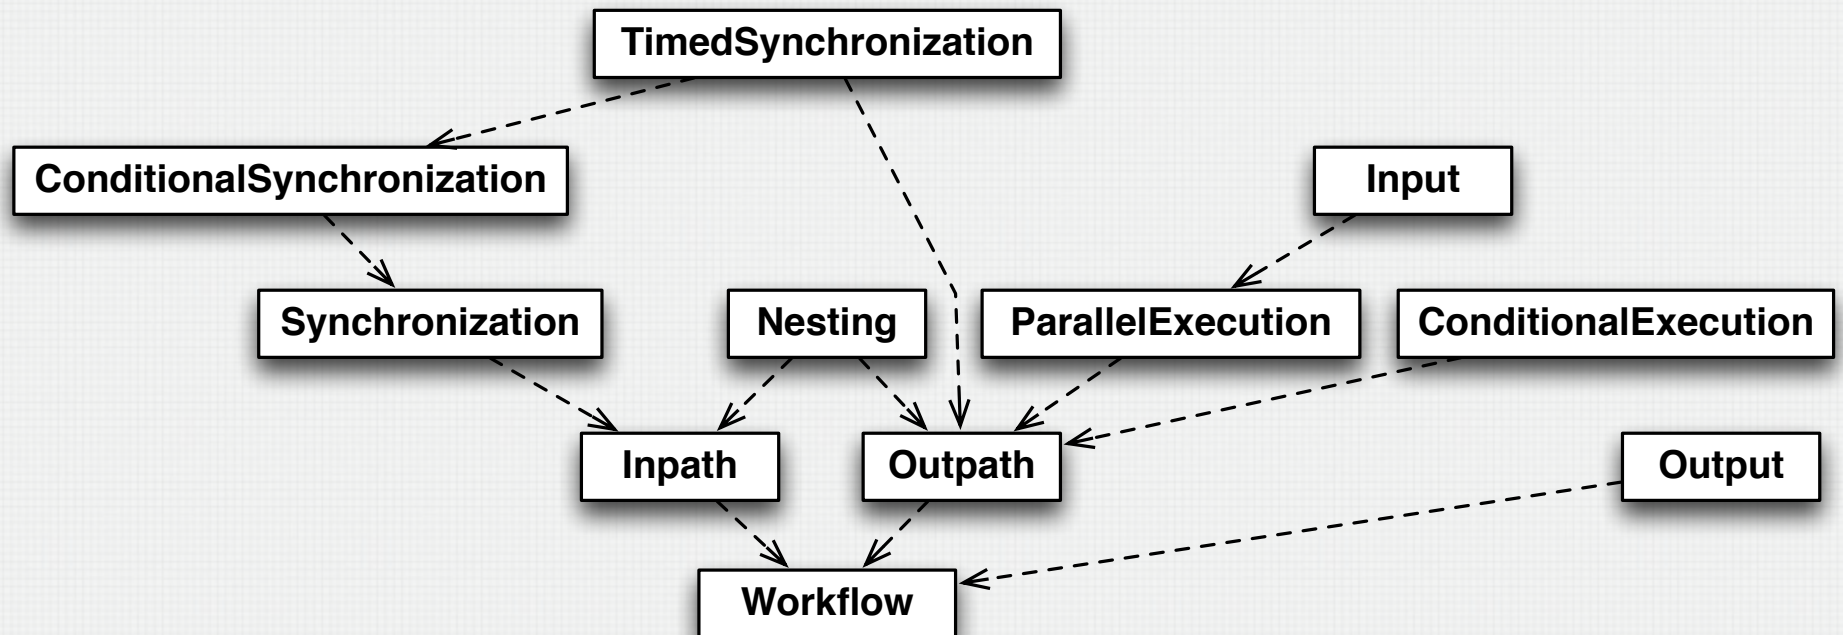 TimedSynchronization
ConditionalSynchronization
Input
Synchronization
Nesting
ParallelExecution
ConditionalExecution
Inpath
Outpath
Output
Workflow